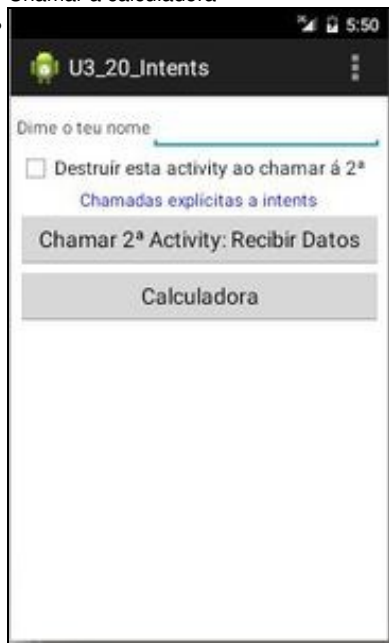 Chamar a calculadora
5:50
U3_20_Intents
Dime o teu nome
Destruír esta activity ao chamar á 2ª
Chamadas explicitas a intents
Chamar 2ª Activity: Recibir Datos
Calculadora